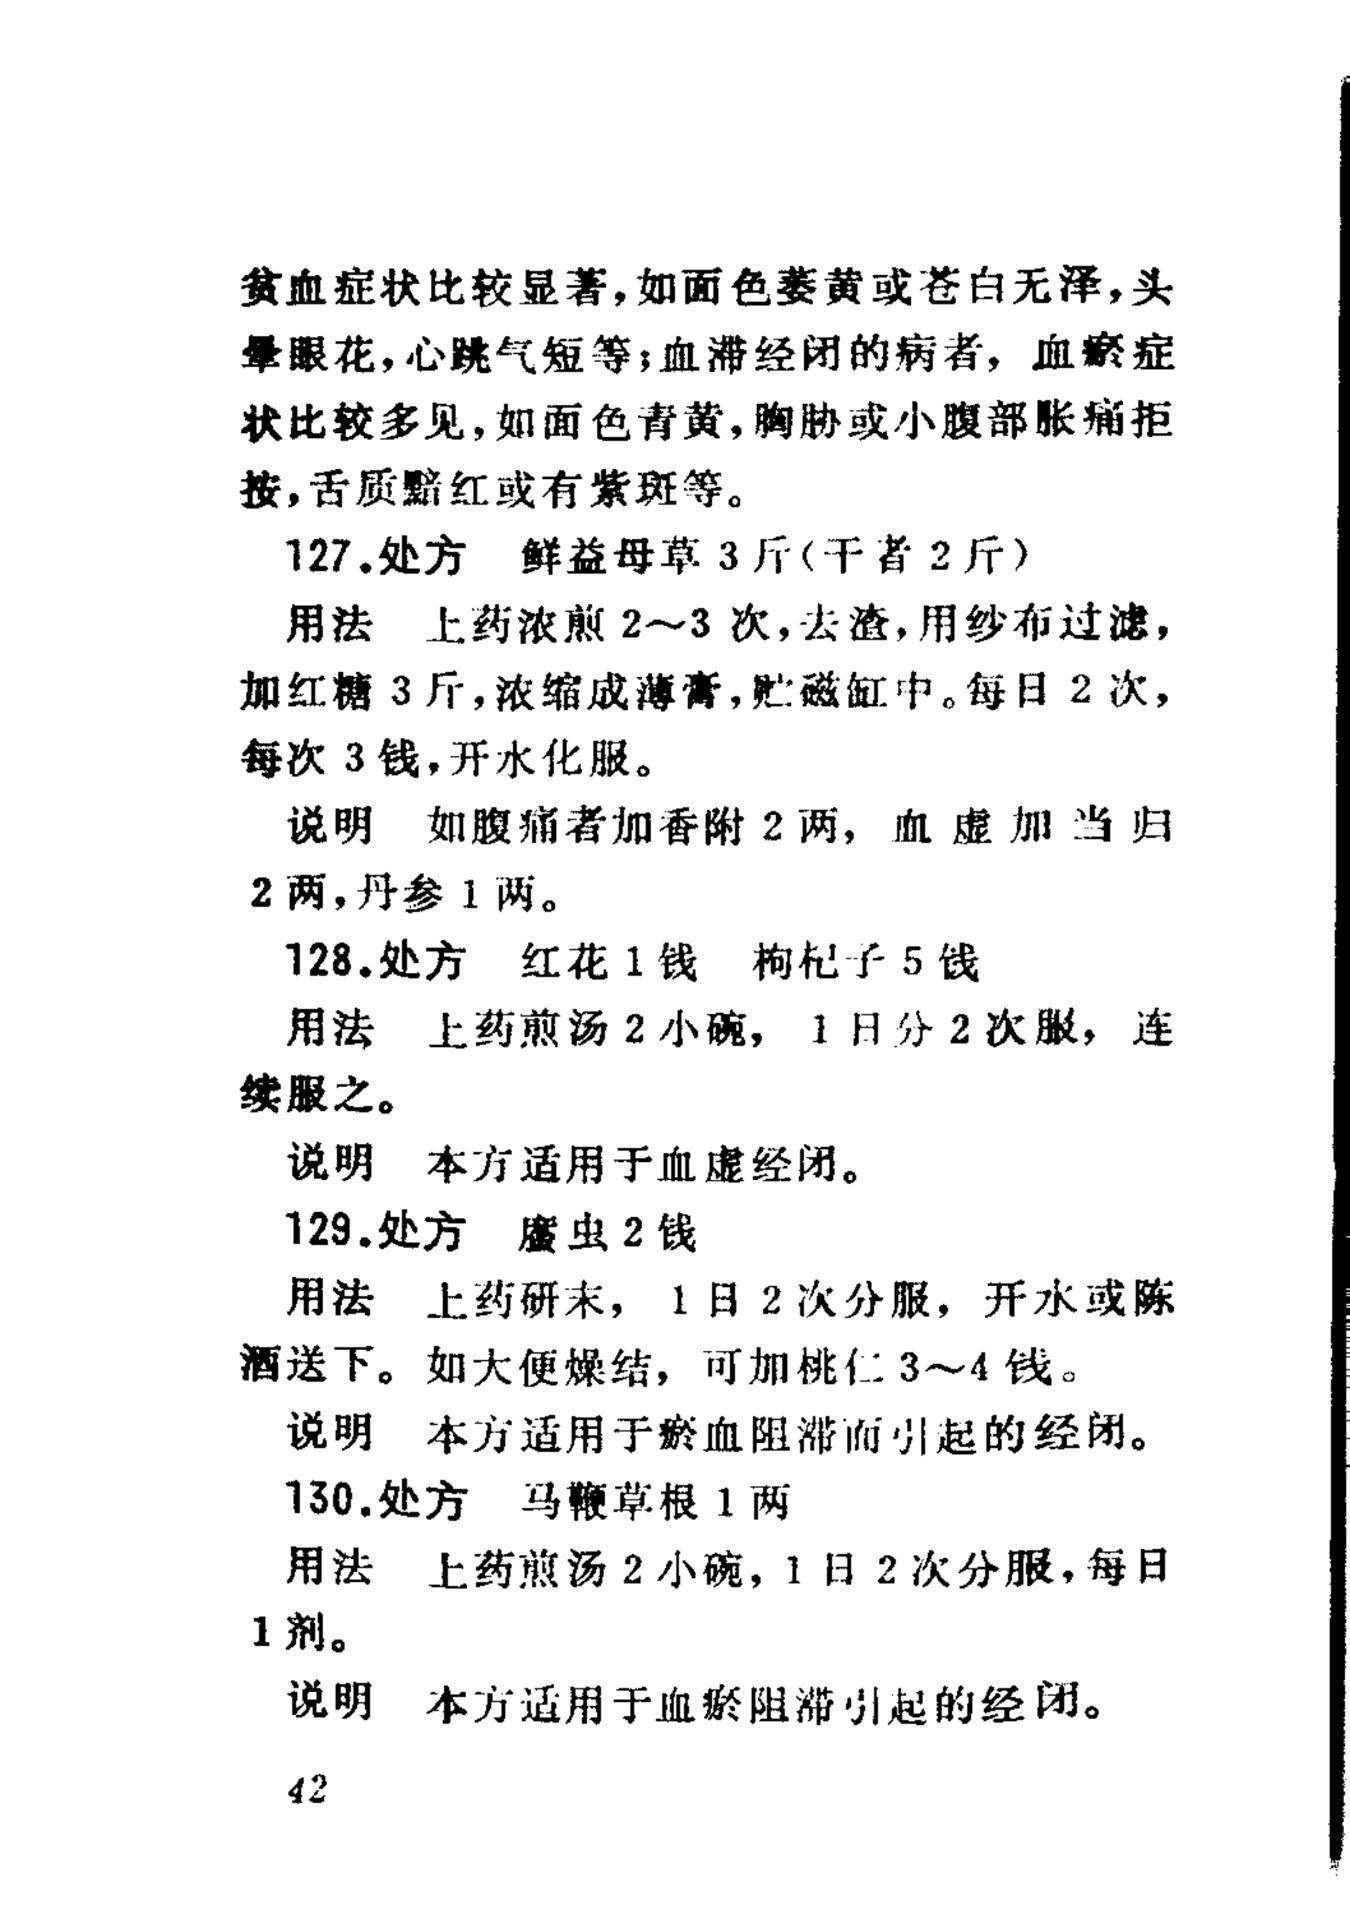 贫血症状比较显著，如面色萎黄或苍白无泽，头
晕眼花，心跳气短等；血滞经闭的病者，血瘀症
状比较多见，如面色青黄，胸胁或小腹部胀痛拒
按，舌质黯红或有紫斑等。
127.处方　鲜益母草3斤（干者2斤）
用法　上药浓煎2～3次，去渣，用纱布过滤，
加红糖3斤，浓缩成薄膏，贮磁缸中。每日2次，
每次3钱，开水化服。
说明　如腹痛者加香附2两，血虚加当归
2两，丹参1两。
128.处方　红花1钱　枸杞子5钱
用法　上药煎汤2小碗，1日分2次服，连
续服之。
说明　本方适用于血虚经闭。
129.处方　䗪虫2钱
用法　上药研末，1日2次分服，开水或陈
酒送下。如大便燥结，可加桃仁3～4钱。
说明　本方适用于瘀血阻滞而引起的经闭。
130.处方　马鞭草根1两
用法　上药煎汤2小碗，1日2次分服，每日
1剂。
说明　本方适用于血瘀阻滞引起的经闭。
42